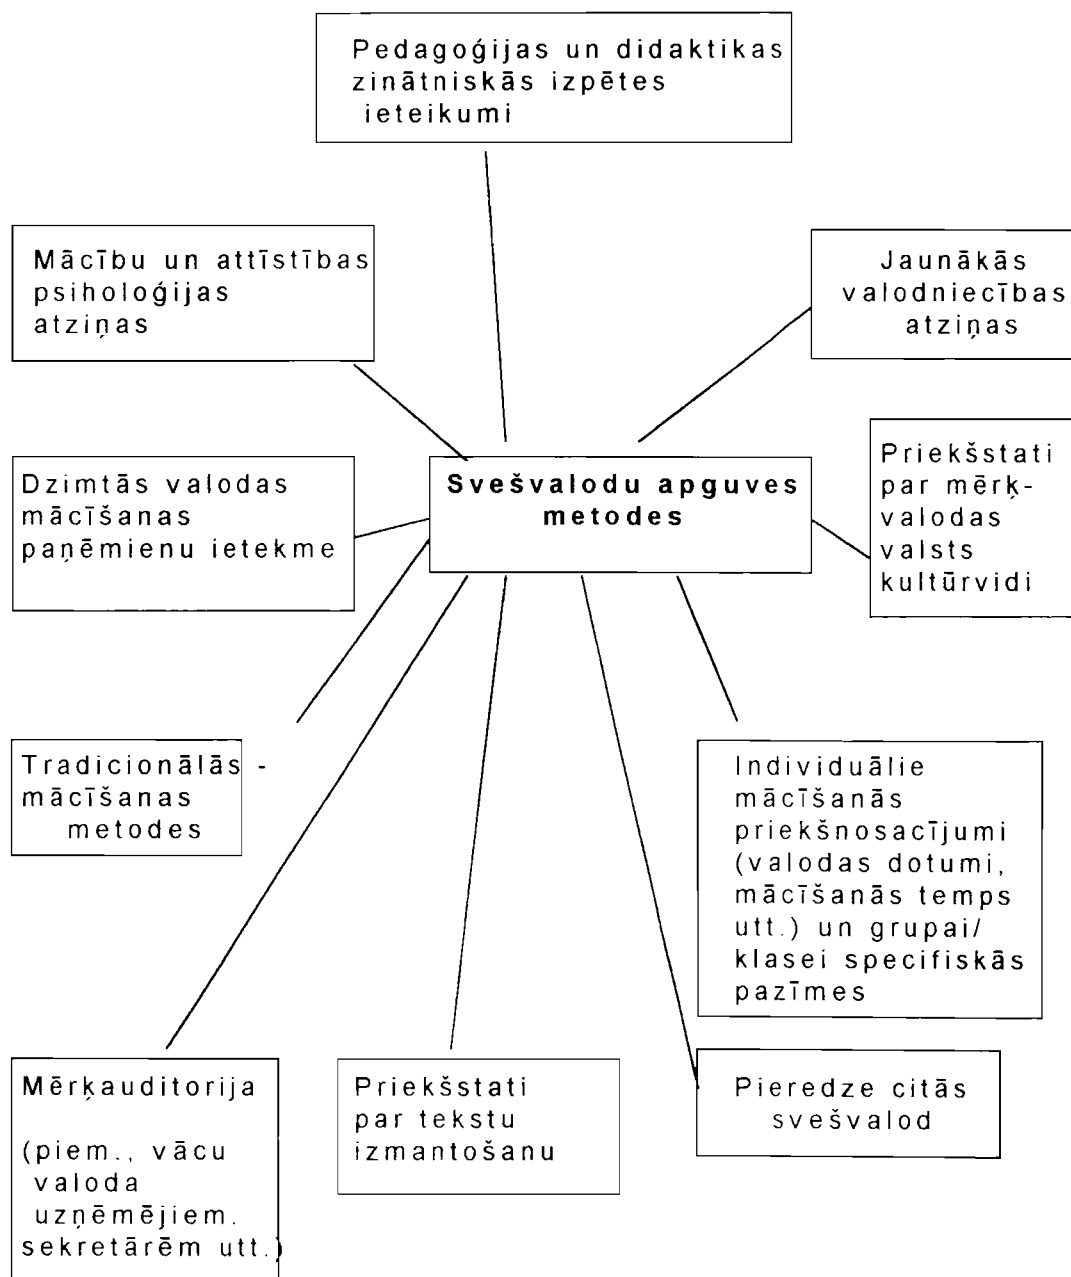 Pedagoģijas un didaktikas
zinātniskās izpētes
ieteikumi
Mācību un attīstības
psiholoģijas
atziņas
Jaunākās
valodniecības
atziņas
Dzimtās valodas
mācīšanas
paņēmienu ietekme
Svešvalodu apguves
metodes
Priekšstati
par mērķ-
valodas
valsts
kultūrvidi
Tradicionālās -
mācīšanas
metodes
Individuālie
mācīšanās
priekšnosacījumi
(valodas dotumi,
mācīšanās temps
utt.) un grupai/
klasei specifiskās
pazīmes
Mērķauditorija
(piem., vācu
valoda
uzņēmējiem.
sekretārēm utt.)
Priekšstati
par tekstu
izmantošanu
Pieredze citās
svešvalod